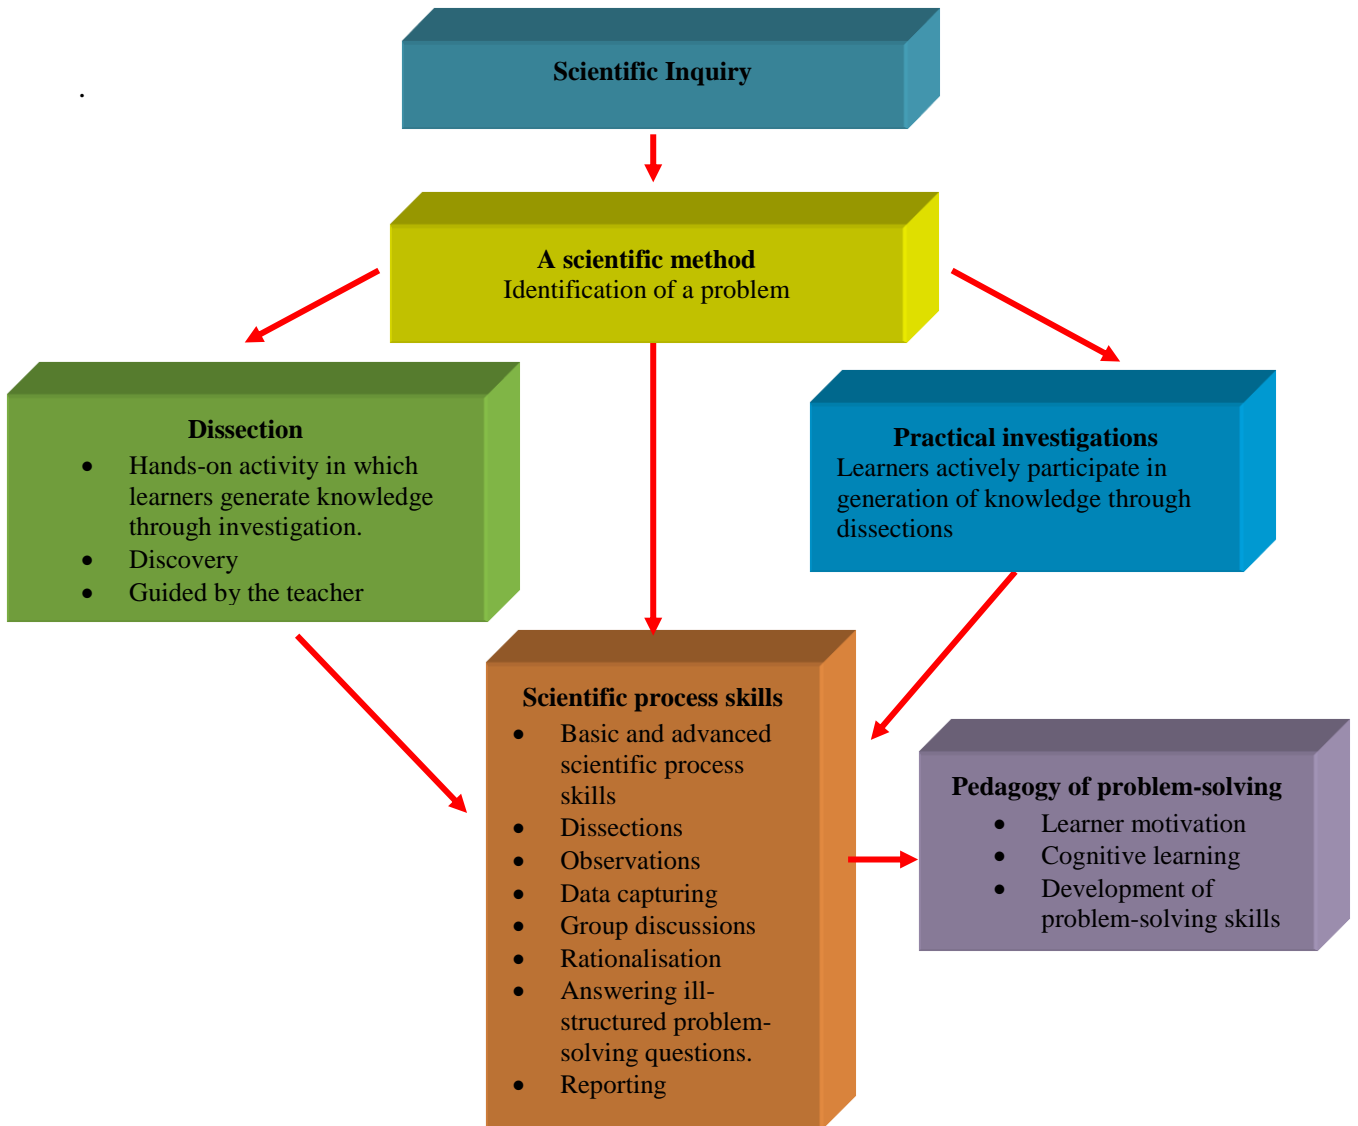 Scientific Inquiry
.
A scientific method
Identification of a problem
Dissection
• Hands-on activity in which
learners generate knowledge
through investigation.
• Discovery
• Guided by the teacher
Practical investigations
Learners actively participate in
generation of knowledge through
dissections
Scientific process skills
• Basic and advanced
scientific process
skills
• Dissections
• Observations
• Data capturing
• Group discussions
• Rationalisation
• Answering ill-
structured problem-
solving questions.
• Reporting
Pedagogy of problem-solving
• Learner motivation
• Cognitive learning
• Development of
problem-solving skills